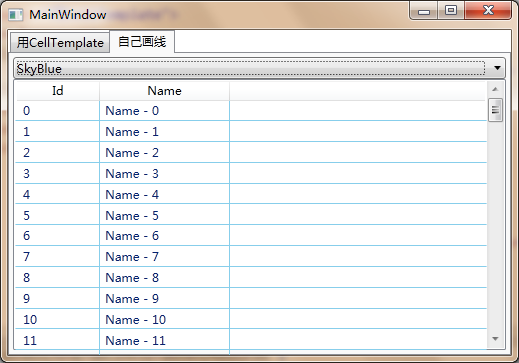 MainWindow
用CellTemplate 自己画线
SkyBlue
Id Name
0 Name - 0
1 Name - 1
2 Name - 2
3 Name - 3
4 Name - 4
5 Name - 5
6 Name - 6
7 Name - 7
8 Name - 8
9 Name - 9
10 Name - 10
11 Name - 11